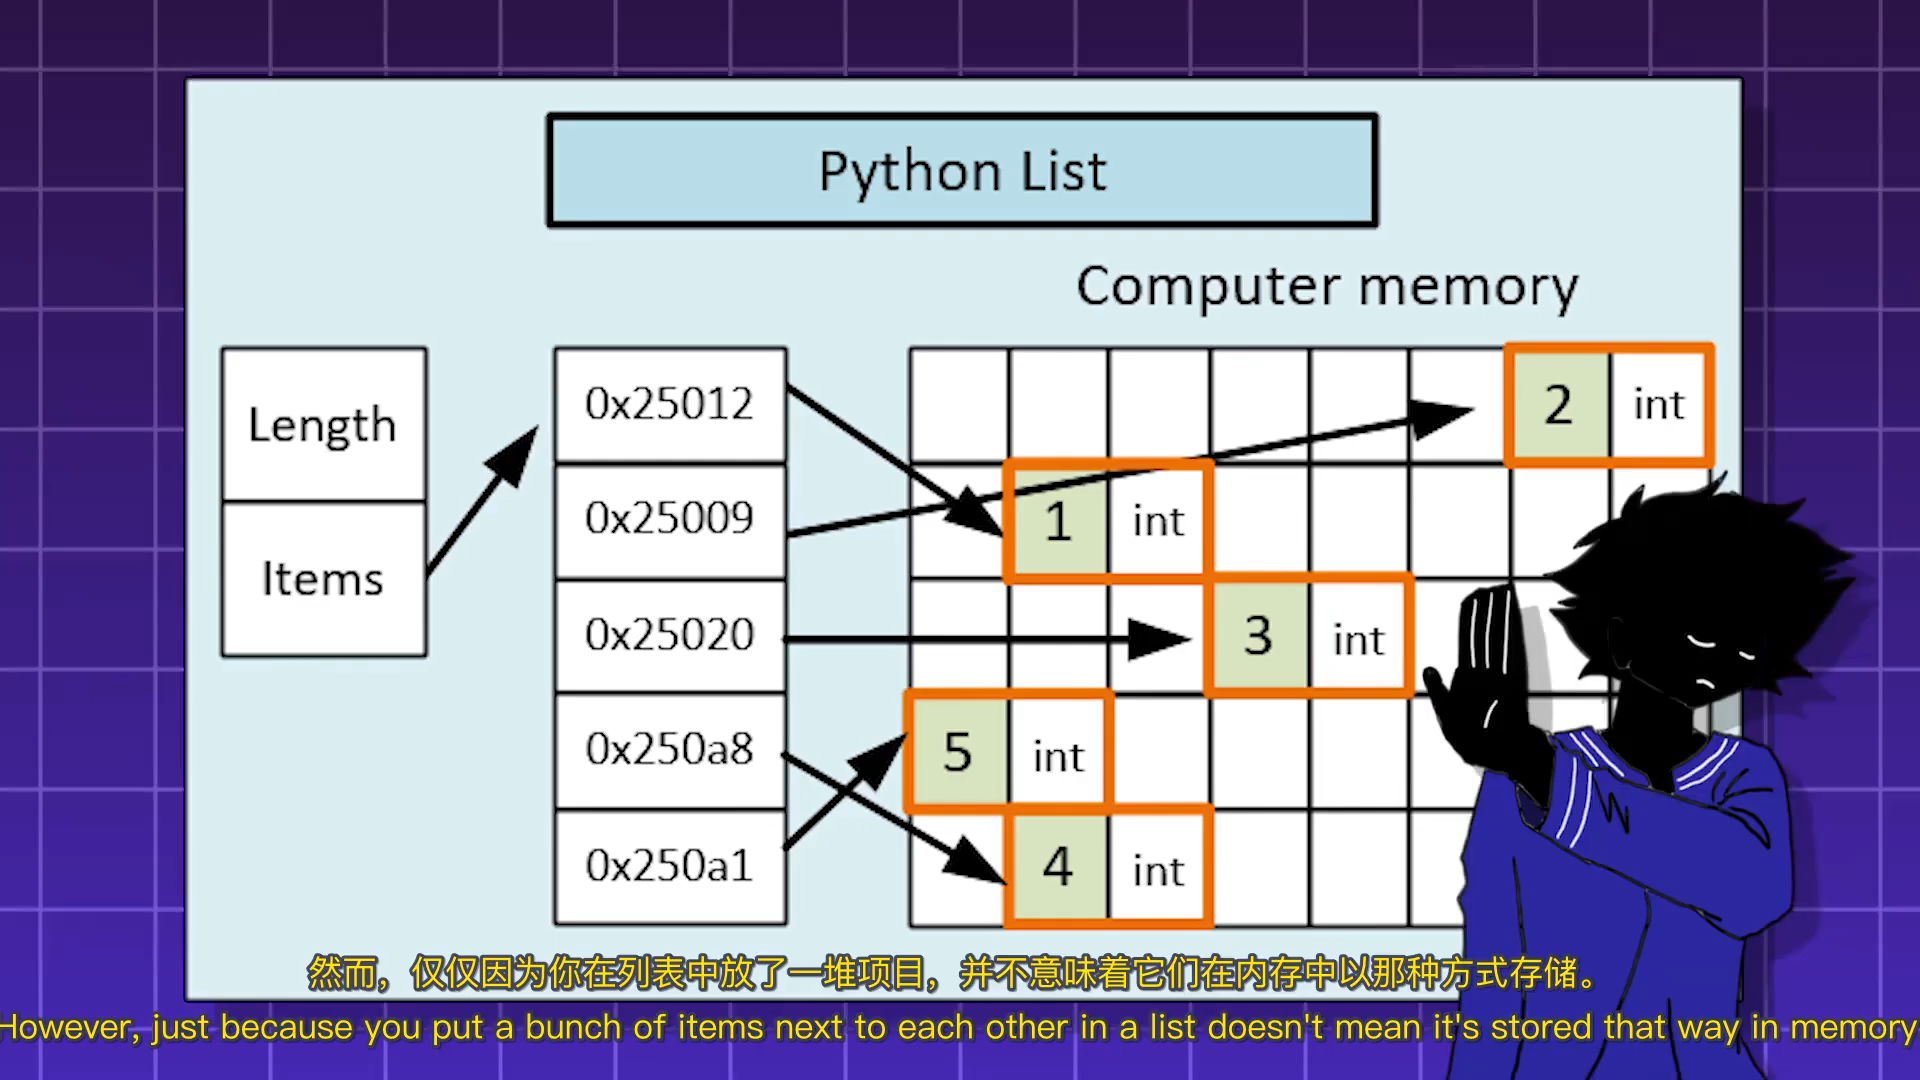 Python List
Computer memory
Length
Items
0x25012
0x25009
0x25020
0x250a8
0x250a1
2 int
1 int
3 int
5 int
4 int
然而，仅仅因为你在列表中放了一堆项目，并不意味着它们在内存中以那种方式存储。
However, just because you put a bunch of items next to each other in a list doesn't mean it's stored that way in memory